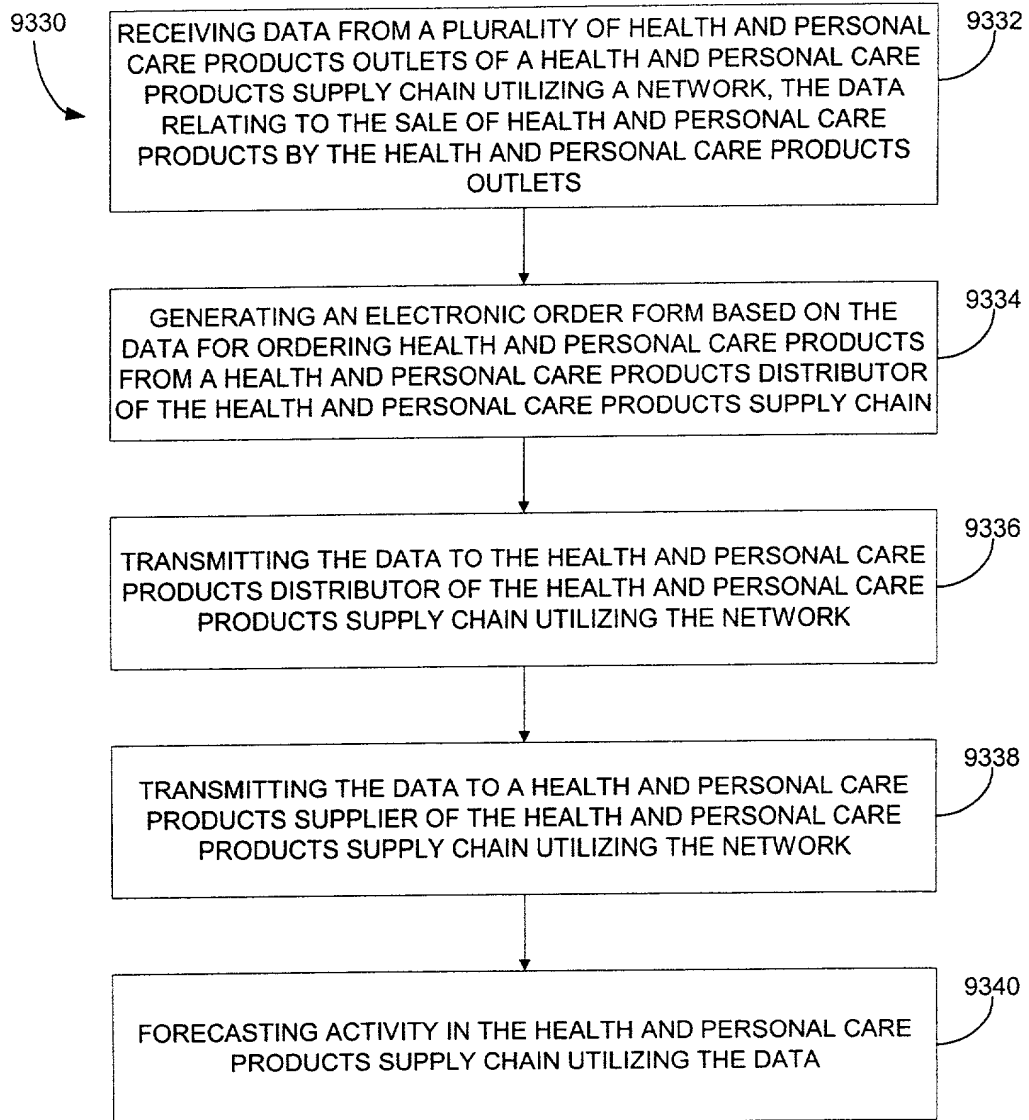 9330
RECEIVING DATA FROM A PLURALITY OF HEALTH AND PERSONAL
CARE PRODUCTS OUTLETS OF A HEALTH AND PERSONAL CARE
PRODUCTS SUPPLY CHAIN UTILIZING A NETWORK, THE DATA
RELATING TO THE SALE OF HEALTH AND PERSONAL CARE
PRODUCTS BY THE HEALTH AND PERSONAL CARE PRODUCTS
OUTLETS
9332
GENERATING AN ELECTRONIC ORDER FORM BASED ON THE
DATA FOR ORDERING HEALTH AND PERSONAL CARE PRODUCTS
FROM A HEALTH AND PERSONAL CARE PRODUCTS DISTRIBUTOR
OF THE HEALTH AND PERSONAL CARE PRODUCTS SUPPLY CHAIN
9334
TRANSMITTING THE DATA TO THE HEALTH AND PERSONAL CARE
PRODUCTS DISTRIBUTOR OF THE HEALTH AND PERSONAL CARE
PRODUCTS SUPPLY CHAIN UTILIZING THE NETWORK
9336
TRANSMITTING THE DATA TO A HEALTH AND PERSONAL CARE
PRODUCTS SUPPLIER OF THE HEALTH AND PERSONAL CARE
PRODUCTS SUPPLY CHAIN UTILIZING THE NETWORK
9338
FORECASTING ACTIVITY IN THE HEALTH AND PERSONAL CARE
PRODUCTS SUPPLY CHAIN UTILIZING THE DATA
9340